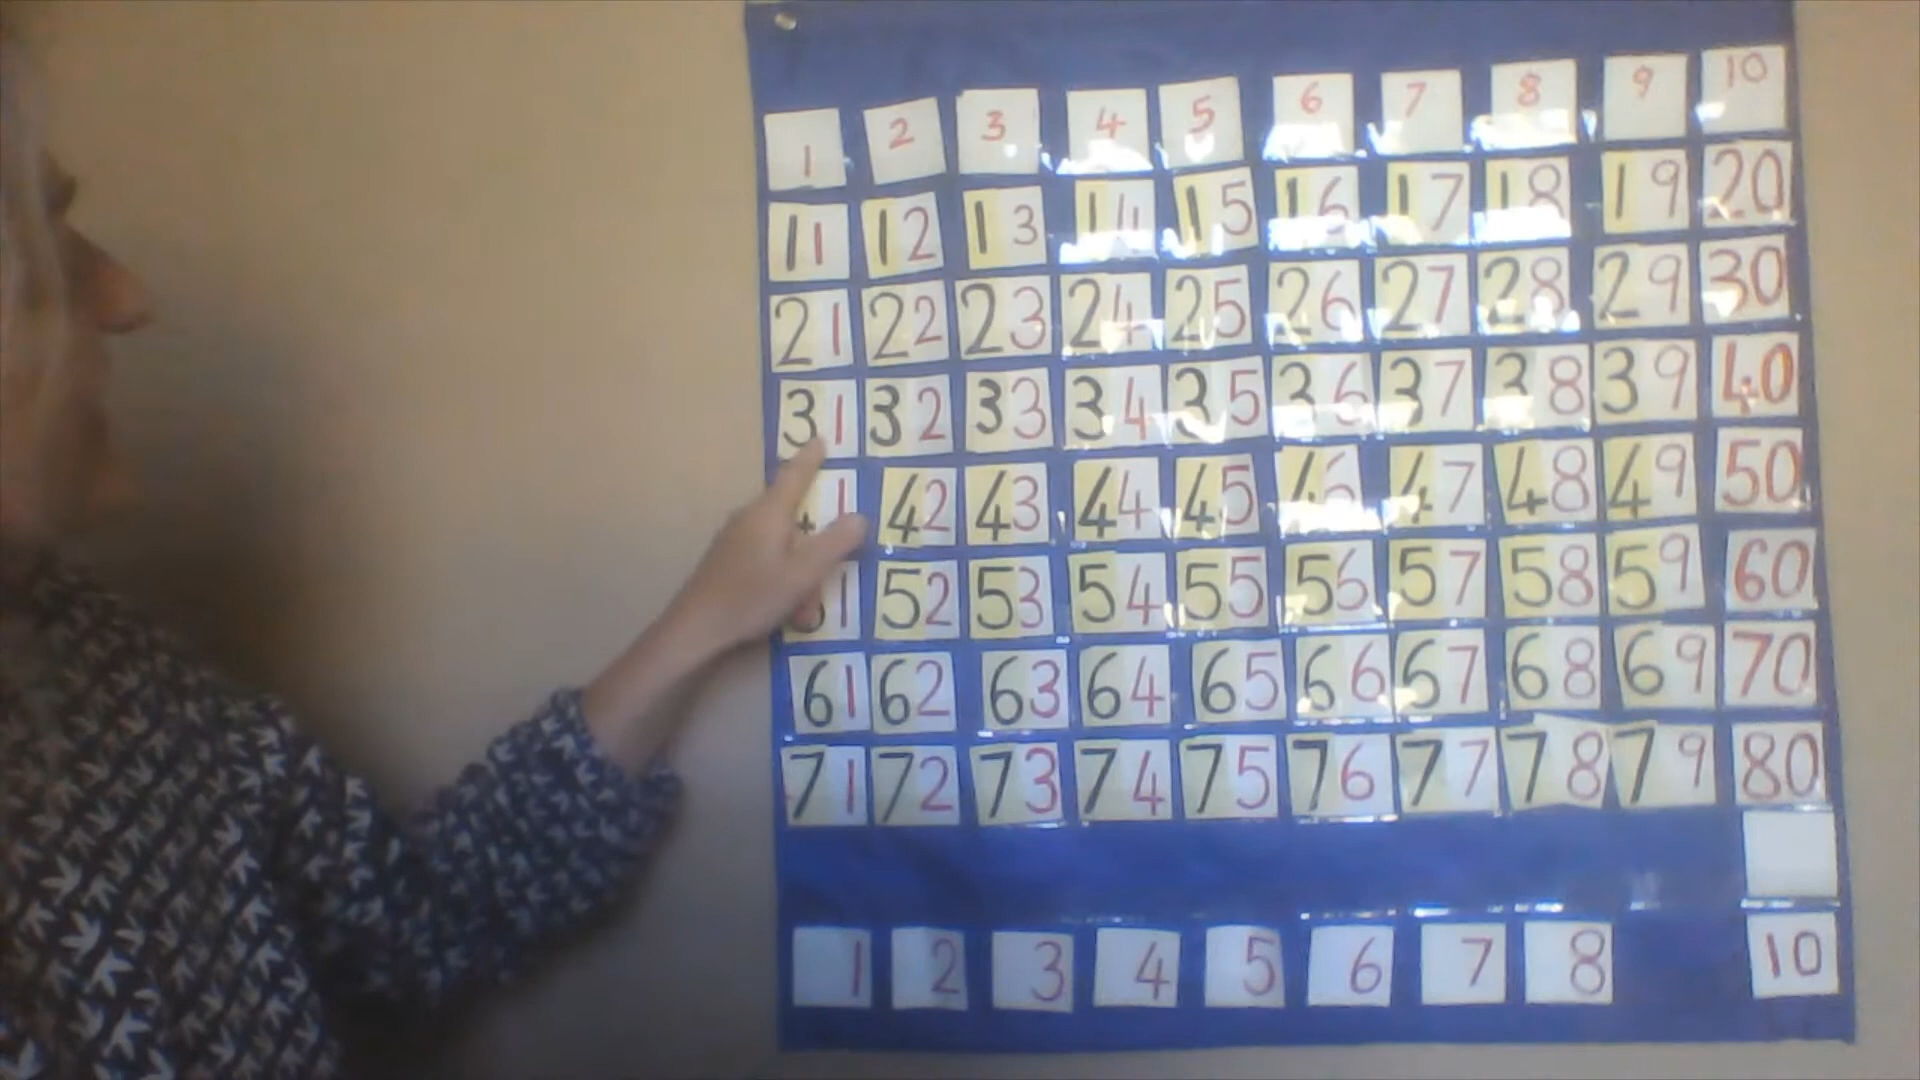 1 2 3 4 5 6 7 8 9 10
11 12 13 14 15 16 17 18 19 20
21 22 23 24 25 26 27 28 29 30
31 32 33 34 35 36 37 38 39 40
41 42 43 44 45 46 47 48 49 50
51 52 53 54 55 56 57 58 59 60
61 62 63 64 65 66 67 68 69 70
71 72 73 74 75 76 77 78 79 80
1 2 3 4 5 6 7 8 10